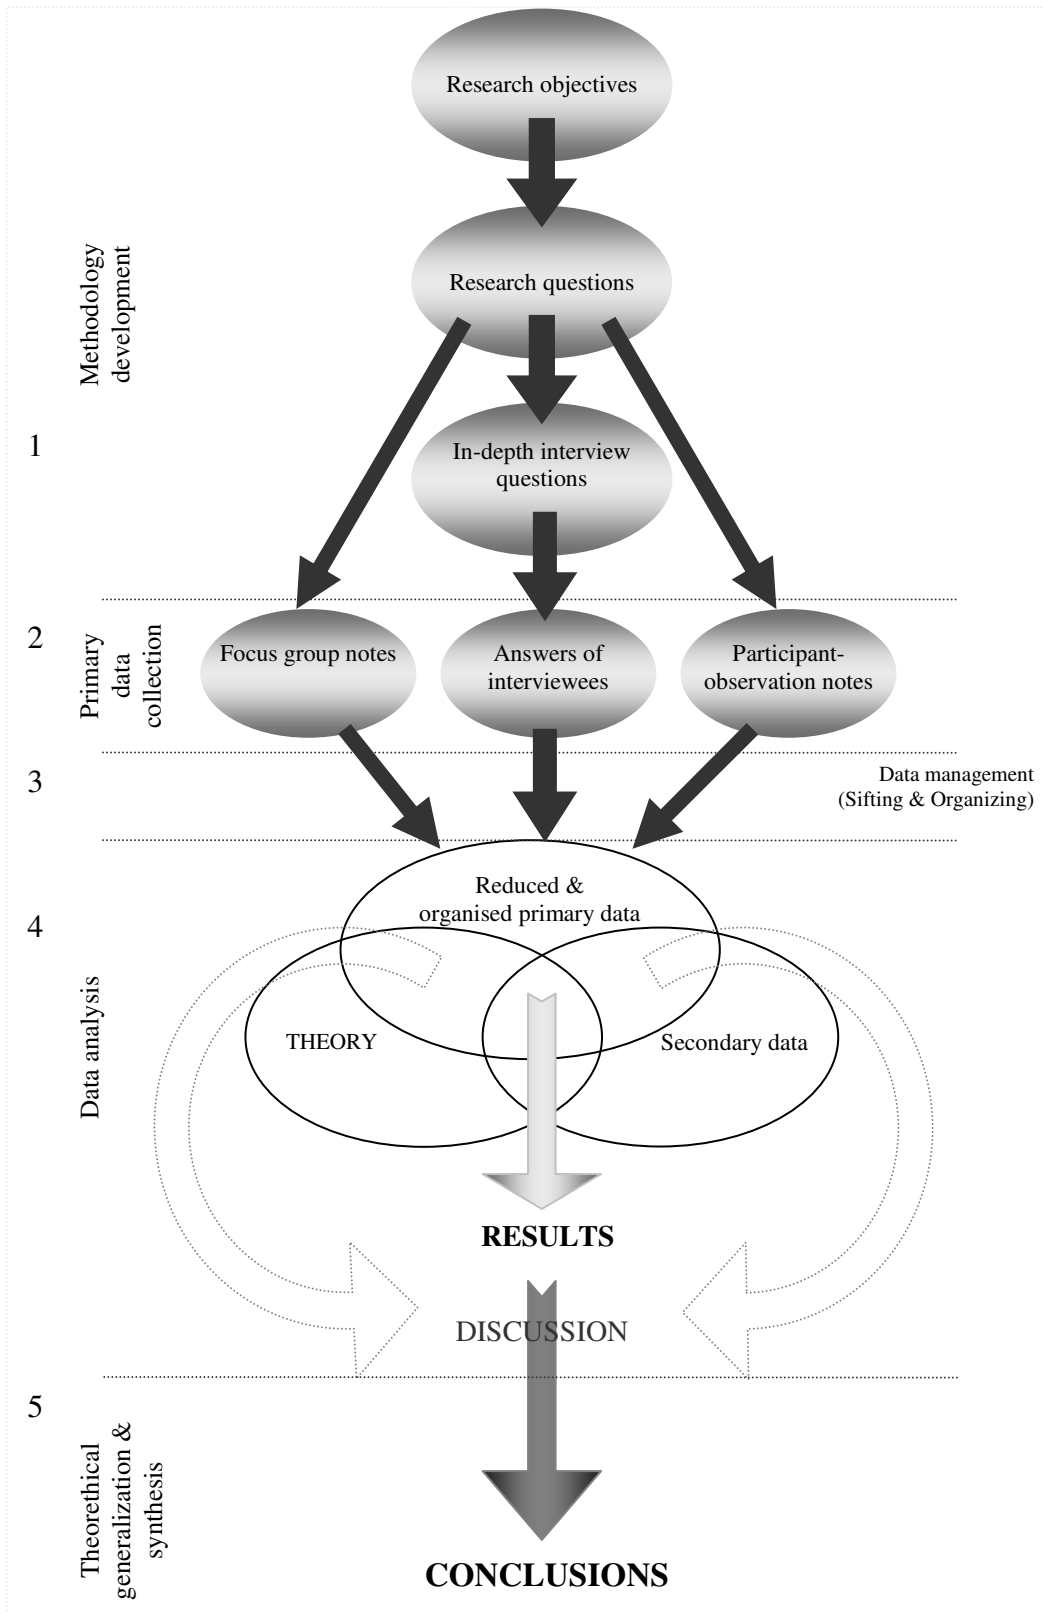 Research objectives
Research questions
Methodology
development
1
In-depth interview
questions
2
Primary
data
collection
Focus group notes
Answers of
interviewees
Participant-
observation notes
3
Data management
(Sifting & Organizing)
4
Data analysis
Reduced &
organised primary data
THEORY
Secondary data
RESULTS
DISCUSSION
5
Theorethical
generalization &
synthesis
CONCLUSIONS